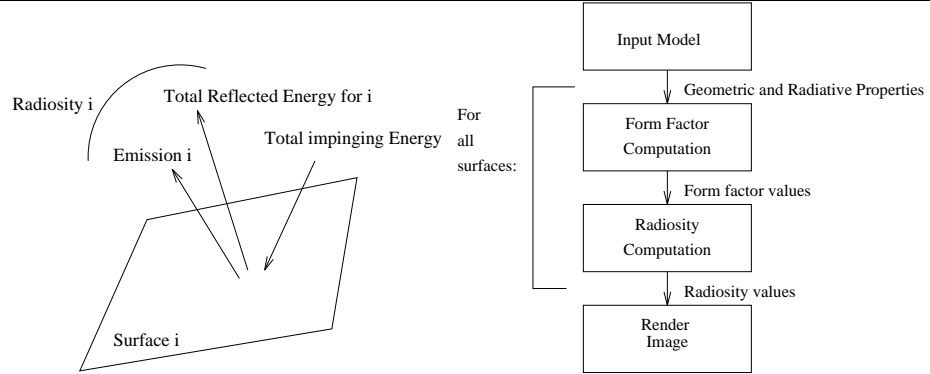 Radiosity i
Total Reflected Energy for i
Total impinging Energy
Emission i
Surface i
Input Model
Geometric and Radiative Properties
For
all
surfaces:
Form Factor
Computation
Form factor values
Radiosity
Computation
Radiosity values
Render
Image